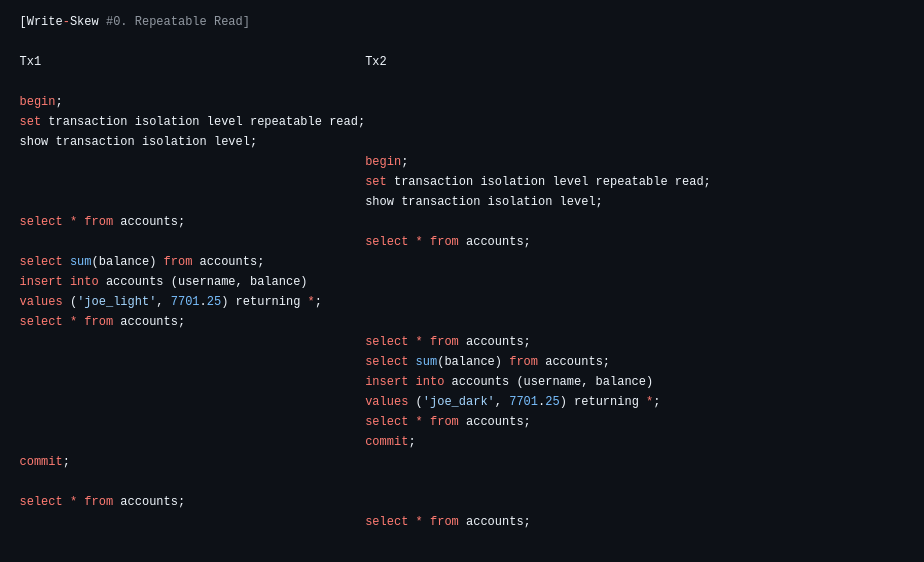 [Write-Skew #0. Repeatable Read]
Tx1 Tx2
begin;
set transaction isolation level repeatable read;
show transaction isolation level;
begin;
set transaction isolation level repeatable read;
show transaction isolation level;
select * from accounts;
select * from accounts;
select sum(balance) from accounts;
insert into accounts (username, balance)
values ('joe_light', 7701.25) returning *;
select * from accounts;
select * from accounts;
select sum(balance) from accounts;
insert into accounts (username, balance)
values ('joe_dark', 7701.25) returning *;
select * from accounts;
commit;
commit;
select * from accounts;
select * from accounts;